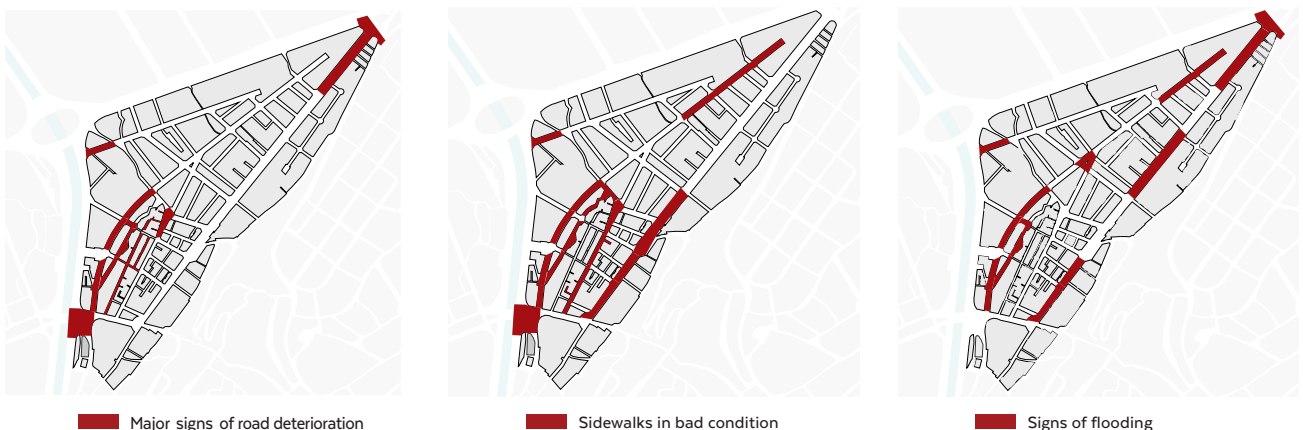 Major signs of road deterioration
Sidewalks in bad condition
Signs of flooding